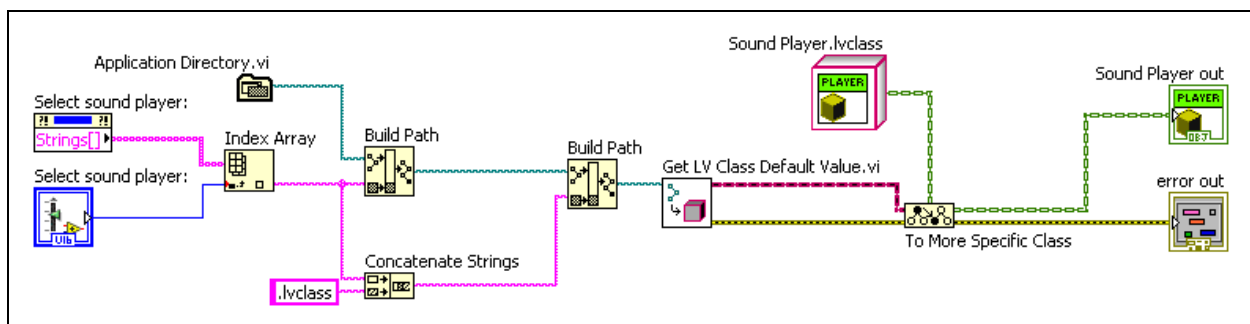 Sound Player.lvclass
Application Directory.vi
Sound Player out
PLAYER
PLAYER
OBJ
Select sound player:
?! ?!
Strings[]
Index Array
Build Path
Build Path
Get LV Class Default Value.vi
Select sound player:
U16
error out
To More Specific Class
Concatenate Strings
.lvclass